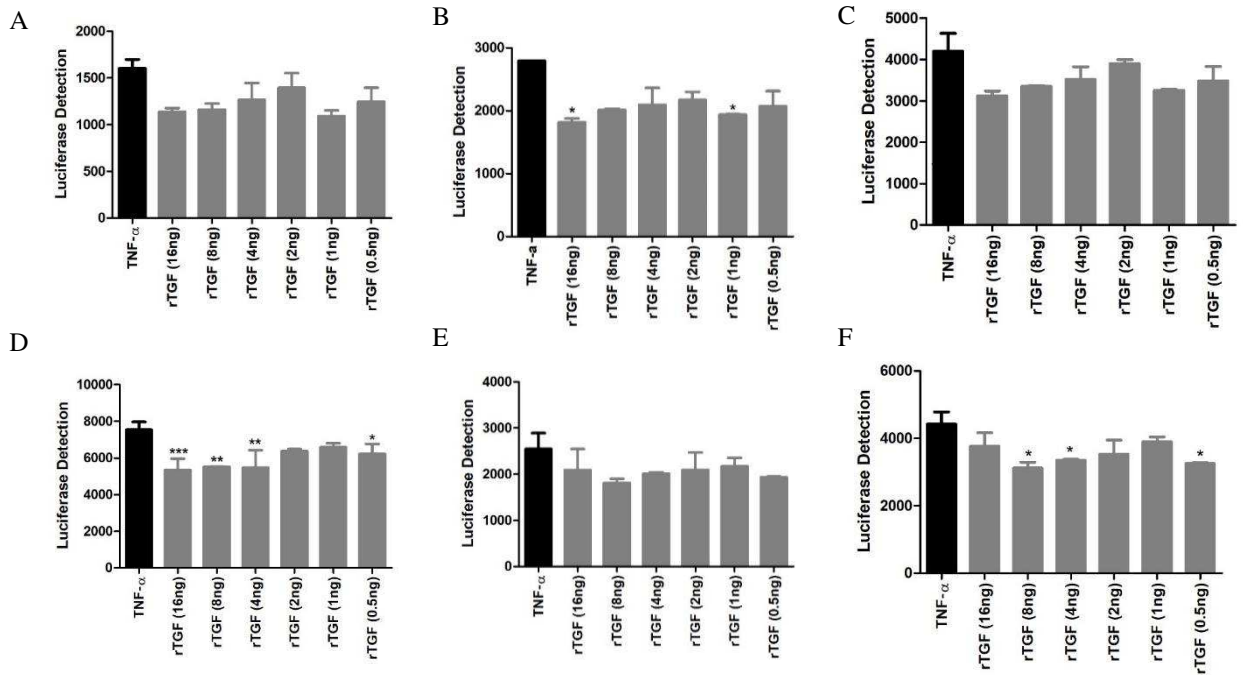 A
Luciferase Detection
2000
1500
1000
500
0
TNF-α
rTGF (16ng)
rTGF (8ng)
rTGF (4ng)
rTGF (2ng)
rTGF (1ng)
rTGF (0.5ng)
B
Luciferase Detection
3000
2000
1000
0
*
*
TNF-a
rTGF (16ng)
rTGF (8ng)
rTGF (4ng)
rTGF (2ng)
rTGF (1ng)
rTGF (0.5ng)
C
Luciferase Detection
5000
4000
3000
4000
1000
0
TNF-α
rTGF (16ng)
rTGF (8ng)
rTGF (4ng)
rTGF (2ng)
rTGF (1ng)
rTGF (0.5ng)
D
Luciferase Detection
10000
8000
6000
4000
2000
0
***
**
**
*
TNF-α
rTGF (16ng)
rTGF (8ng)
rTGF (4ng)
rTGF (2ng)
rTGF (1ng)
rTGF (0.5ng)
E
Luciferase Detection
4000
3000
2000
1000
0
TNF-α
rTGF (16ng)
rTGF (8ng)
rTGF (4ng)
rTGF (2ng)
rTGF (1ng)
rTGF (0.5ng)
F
Luciferase Detection
6000
4000
2000
0
*
*
*
TNF-α
rTGF (16ng)
rTGF (8ng)
rTGF (4ng)
rTGF (2ng)
rTGF (1ng)
rTGF (0.5ng)